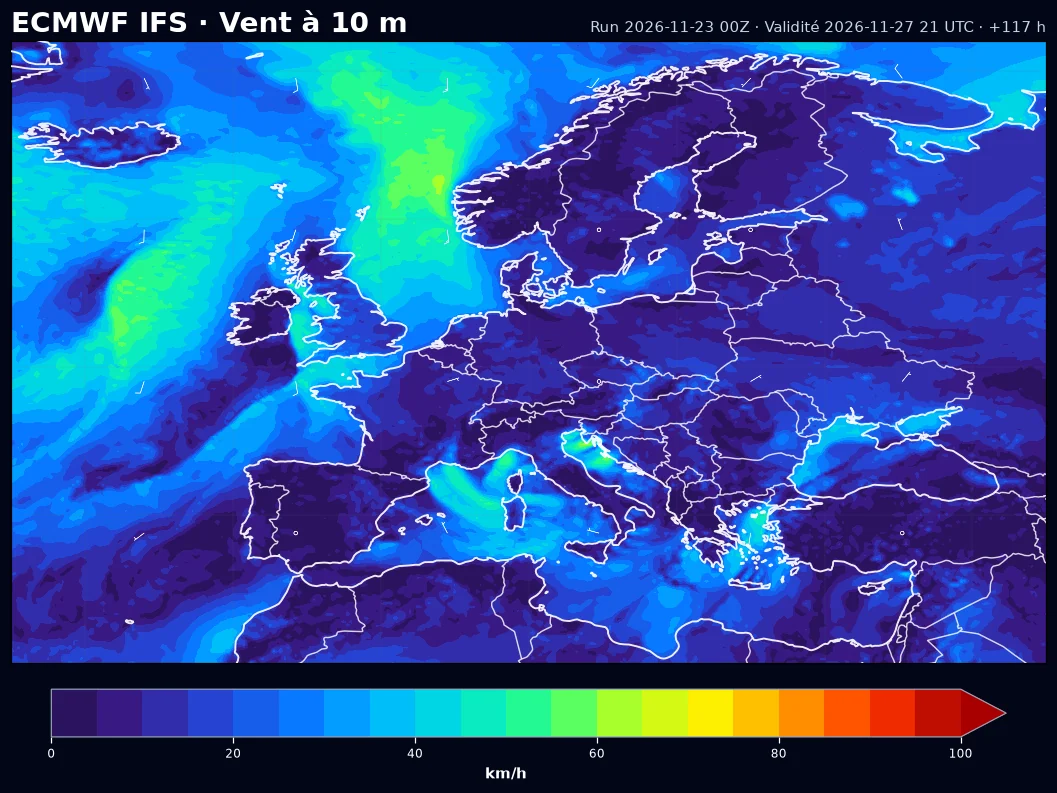 ECMWF IFS · Vent à 10 m
Run 2026-11-23 00Z · Validité 2026-11-27 21 UTC · +117 h
0 20 40 60 80 100
km/h